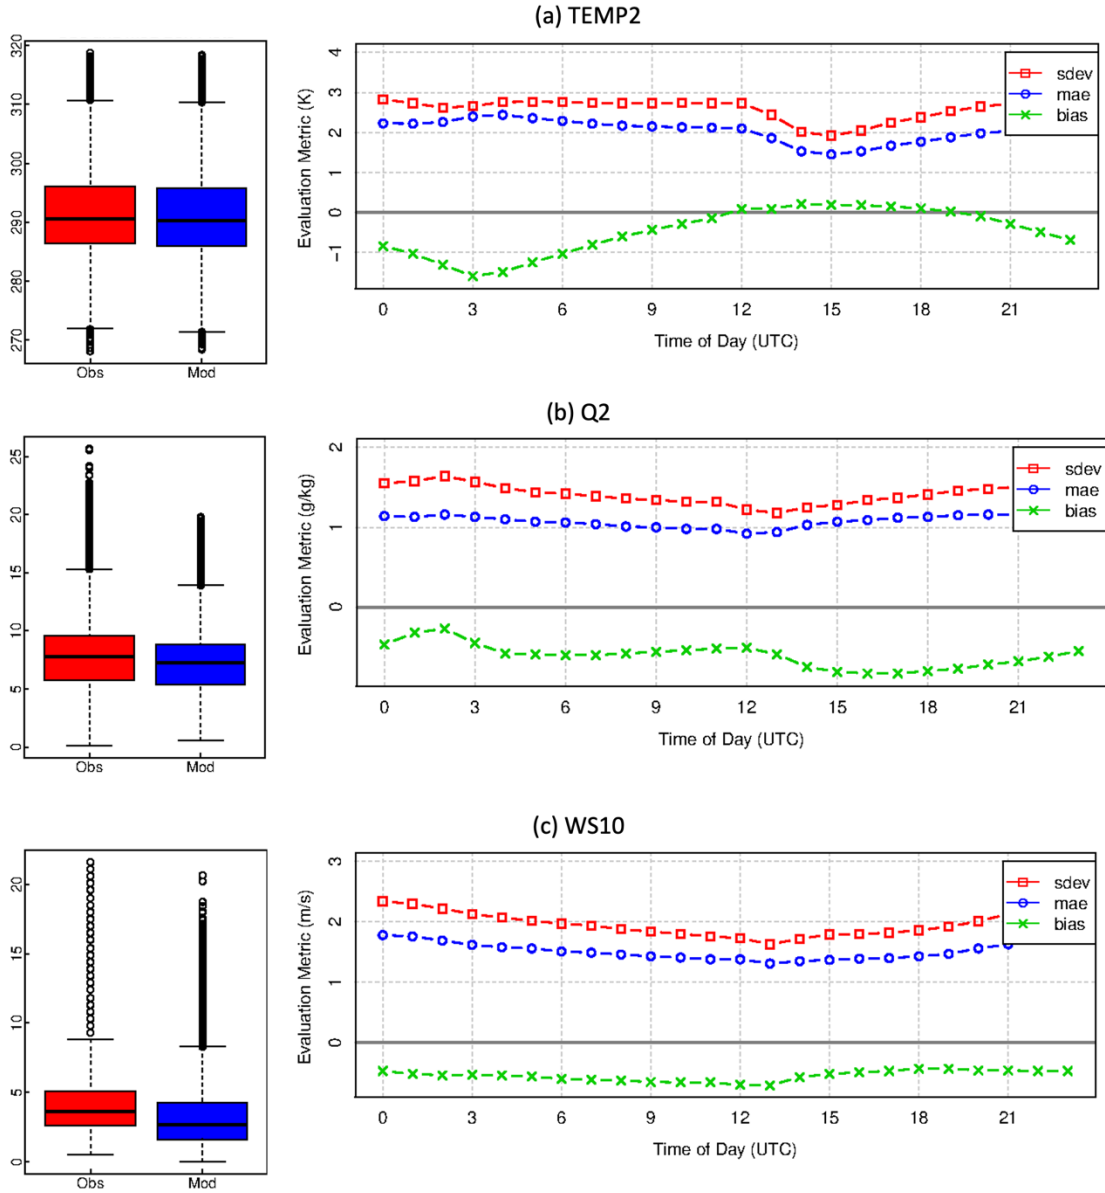 (a) TEMP2
320
310
300
290
280
270
Obs
Mod
Evaluation Metric (K)
4
3
2
1
0
−1
0
3
6
9
12
15
18
21
Time of Day (UTC)
sdev
mae
bias
(b) Q2
25
20
15
10
5
0
Obs
Mod
Evaluation Metric (g/kg)
2
1
0
0
3
6
9
12
15
18
21
Time of Day (UTC)
sdev
mae
bias
(c) WS10
20
15
10
5
0
Obs
Mod
Evaluation Metric (m/s)
3
2
1
0
0
3
6
9
12
15
18
21
Time of Day (UTC)
sdev
mae
bias